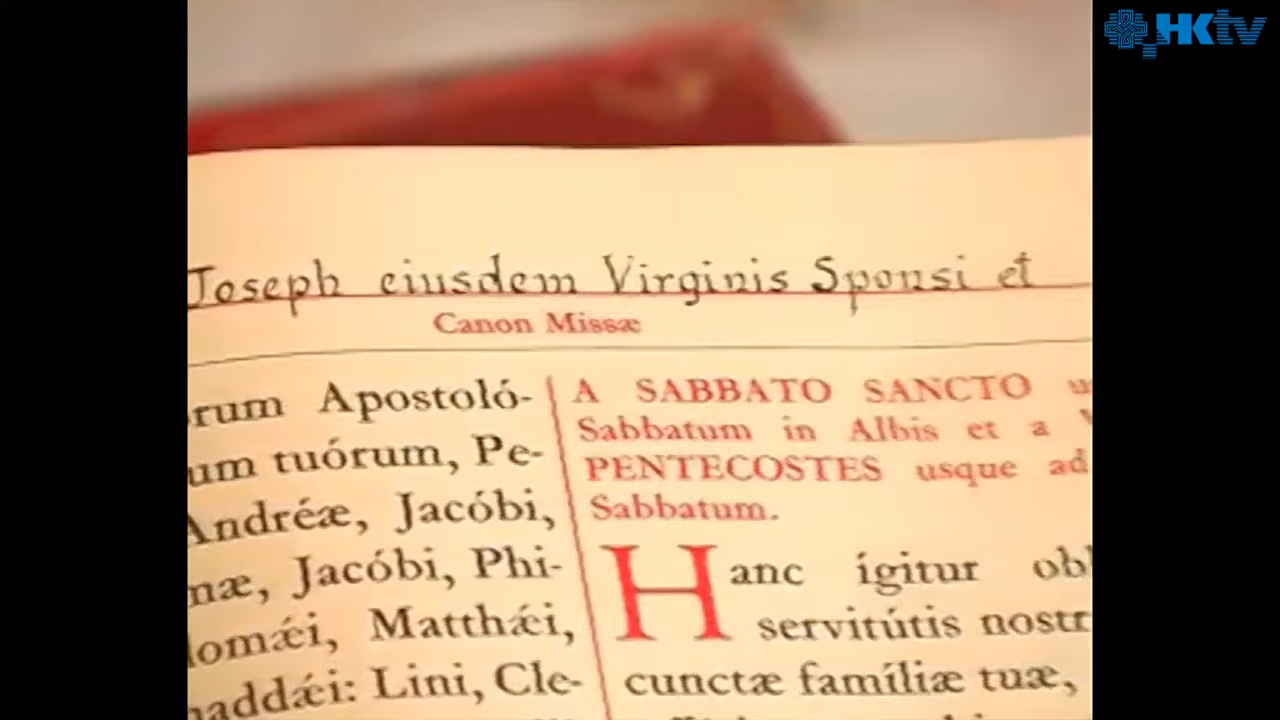 HKtv
Joseph eiusdem Virginis Sponsi et
Canon Missæ
rum Apostoló-
um tuórum, Pe-
Andréæ, Jacóbi,
næ, Jacóbi, Phi-
lomǽi, Matthǽi,
haddǽi: Lini, Cle-
A SABBATO SANCTO u
Sabbatum in Albis et a V
PENTECOSTES usque ad
Sabbatum.
Hanc ígitur obl
servitútis nostr
cunctæ famíliæ tuæ,